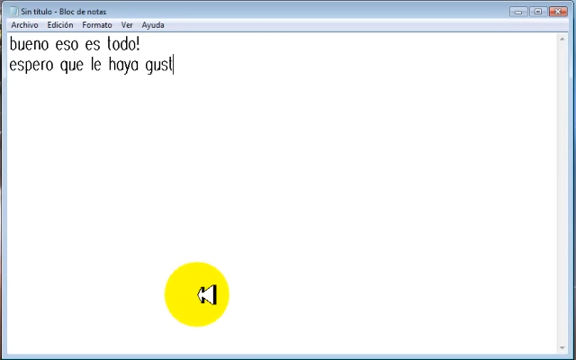 Sin título - Bloc de notas
Archivo Edición Formato Ver Ayuda
bueno eso es todo!
espero que le haya gust